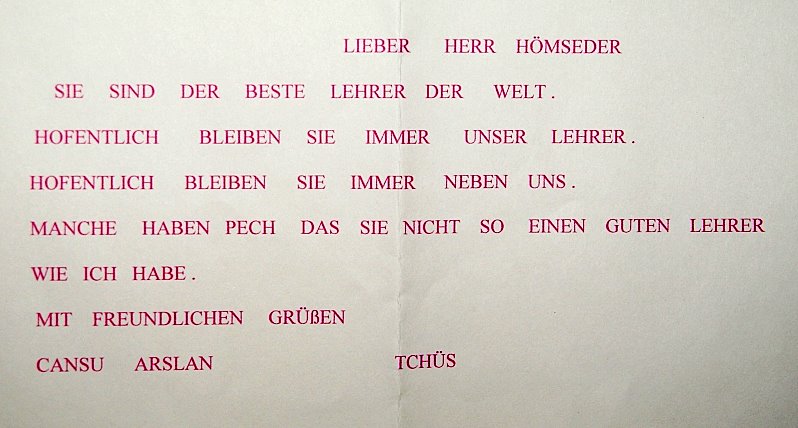 LIEBER HERR HÖMSEDER
SIE SIND DER BESTE LEHRER DER WELT.
HOFENTLICH BLEIBEN SIE IMMER UNSER LEHRER.
HOFENTLICH BLEIBEN SIE IMMER NEBEN UNS.
MANCHE HABEN PECH DAS SIE NICHT SO EINEN GUTEN LEHRER
WIE ICH HABE.
MIT FREUNDLICHEN GRÜßEN
CANSU ARSLAN TCHÜS